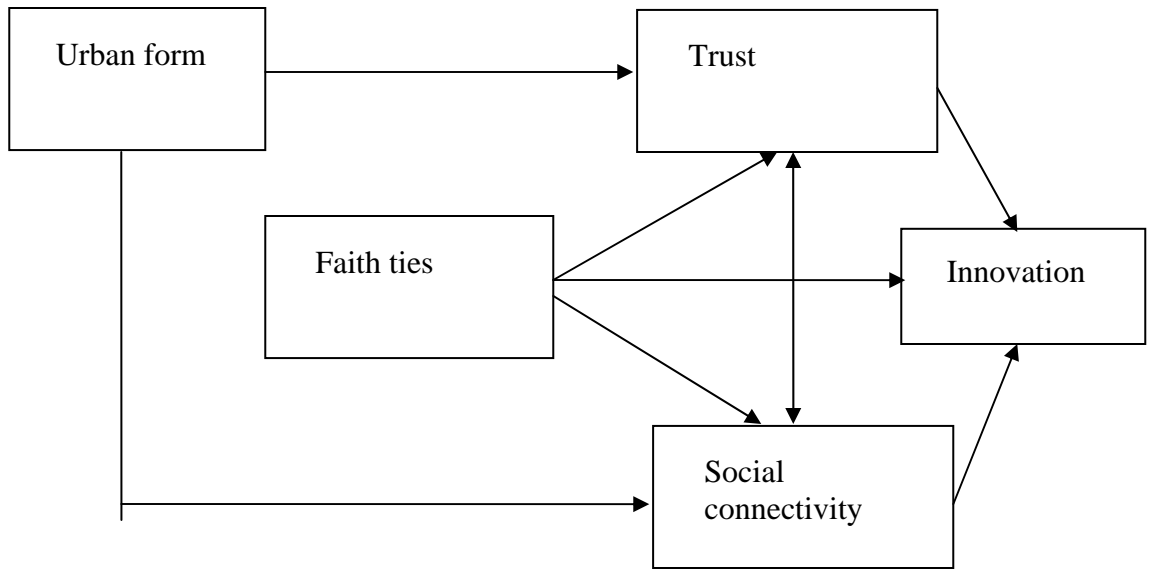 Urban form
Trust
Faith ties
Innovation
Social
connectivity